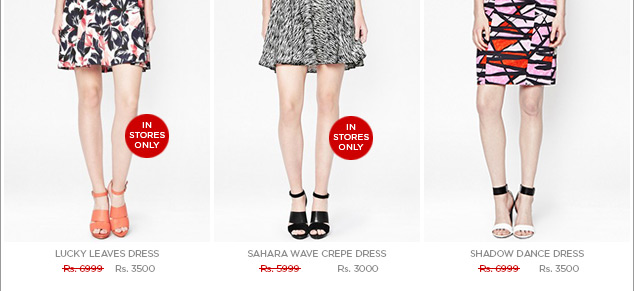 IN
STORES
ONLY
IN
STORES
ONLY
LUCKY LEAVES DRESS
Rs. 6999 Rs. 3500
SAHARA WAVE CREPE DRESS
Rs. 5999 Rs. 3000
SHADOW DANCE DRESS
Rs. 6999 Rs. 3500